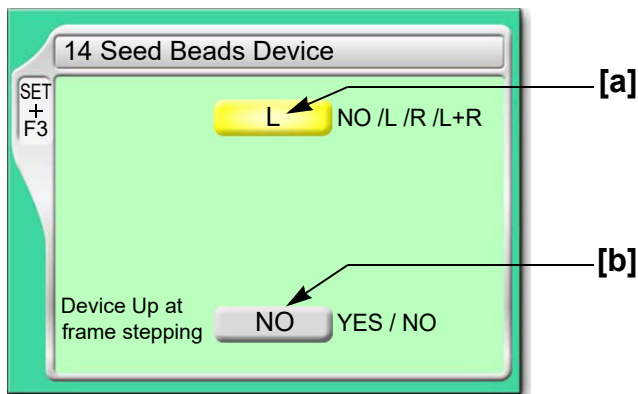 14 Seed Beads Device
SET
+
F3
L NO /L /R /L+R
[a]
Device Up at
frame stepping
NO YES / NO
[b]